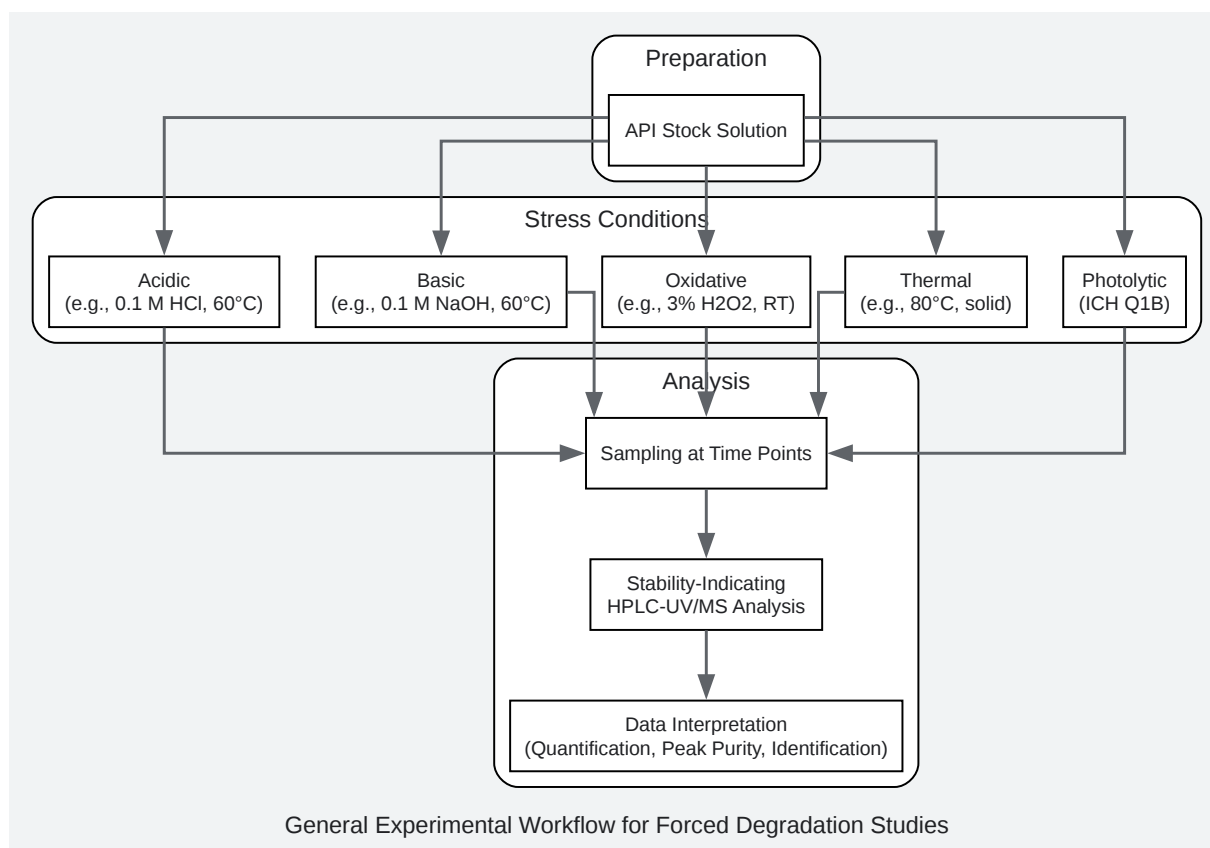 Preparation
API Stock Solution
Stress Conditions
Acidic
(e.g., 0.1 M HCl, 60°C)
Basic
(e.g., 0.1 M NaOH, 60°C)
Oxidative
(e.g., 3% H2O2, RT)
Thermal
(e.g., 80°C, solid)
Photolytic
(ICH Q1B)
Analysis
Sampling at Time Points
Stability-Indicating
HPLC-UV/MS Analysis
Data Interpretation
(Quantification, Peak Purity, Identification)
General Experimental Workflow for Forced Degradation Studies